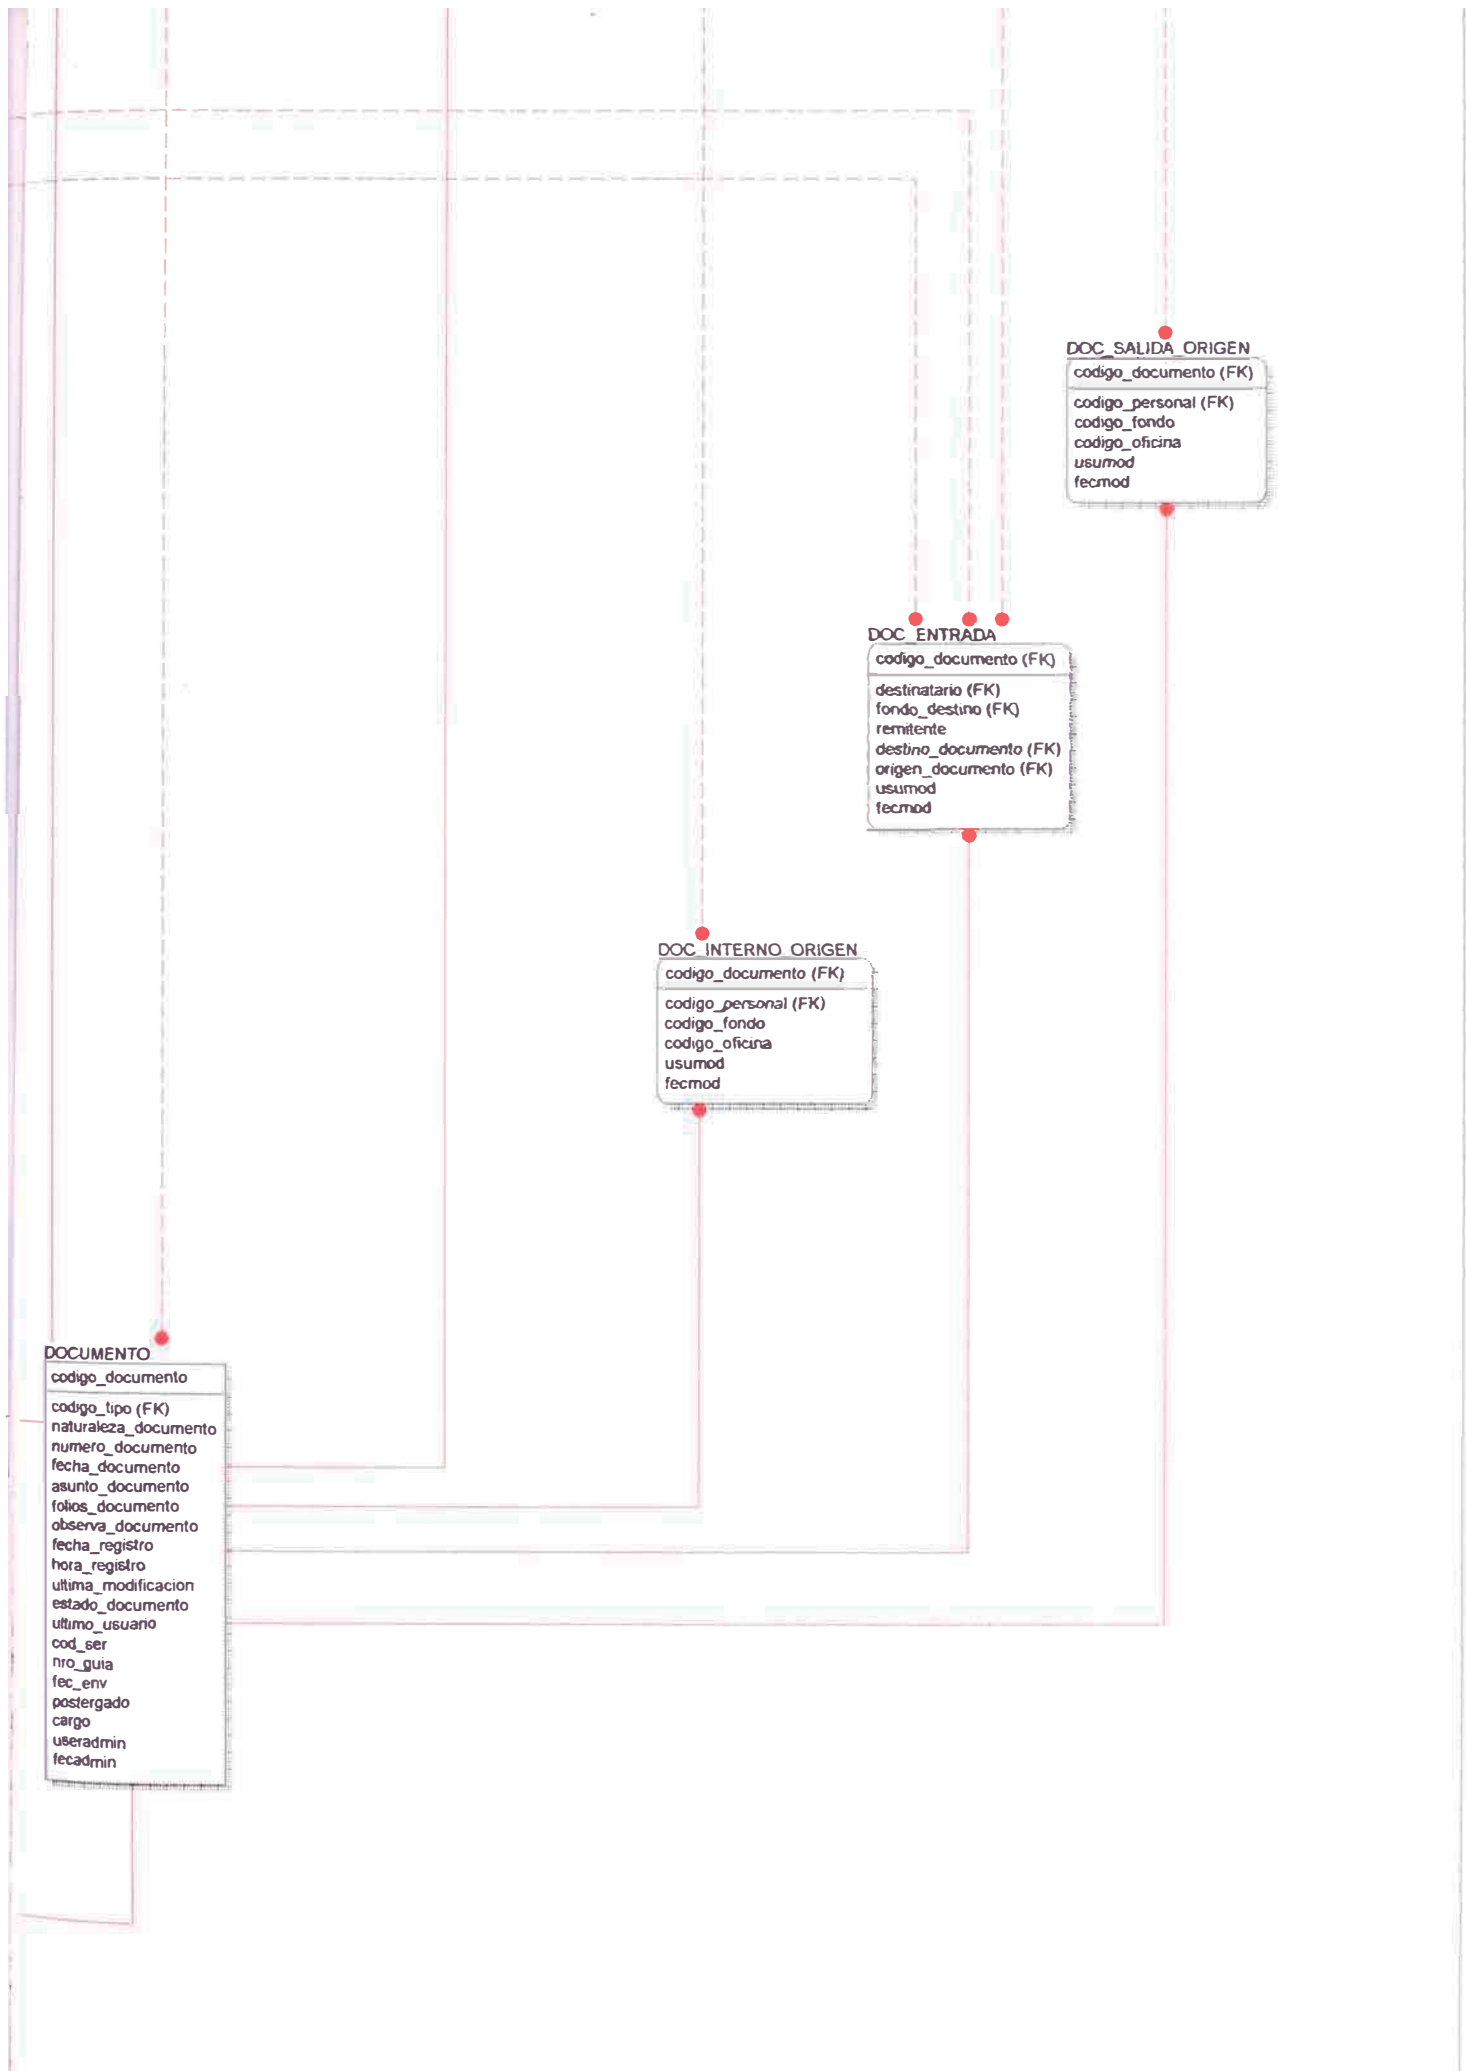 DOC_SALIDA_ORIGEN
codigo_documento (FK)
codigo_personal (FK)
codigo_fondo
codigo_oficina
usumod
fecmod
DOC_ENTRADA
codigo_documento (FK)
destinatario (FK)
fondo_destino (FK)
remitente
destino_documento (FK)
origen_documento (FK)
usumod
fecmod
DOC_INTERNO_ORIGEN
codigo_documento (FK)
codigo_personal (FK)
codigo_fondo
codigo_oficina
usumod
fecmod
DOCUMENTO
codigo_documento
codigo_tipo (FK)
naturaleza_documento
numero_documento
fecha_documento
asunto_documento
folios_documento
observa_documento
fecha_registro
hora_registro
ultima_modificacion
estado_documento
ultimo_usuario
cod_ser
nro_guia
fec_env
postergado
cargo
useradmin
fecadmin